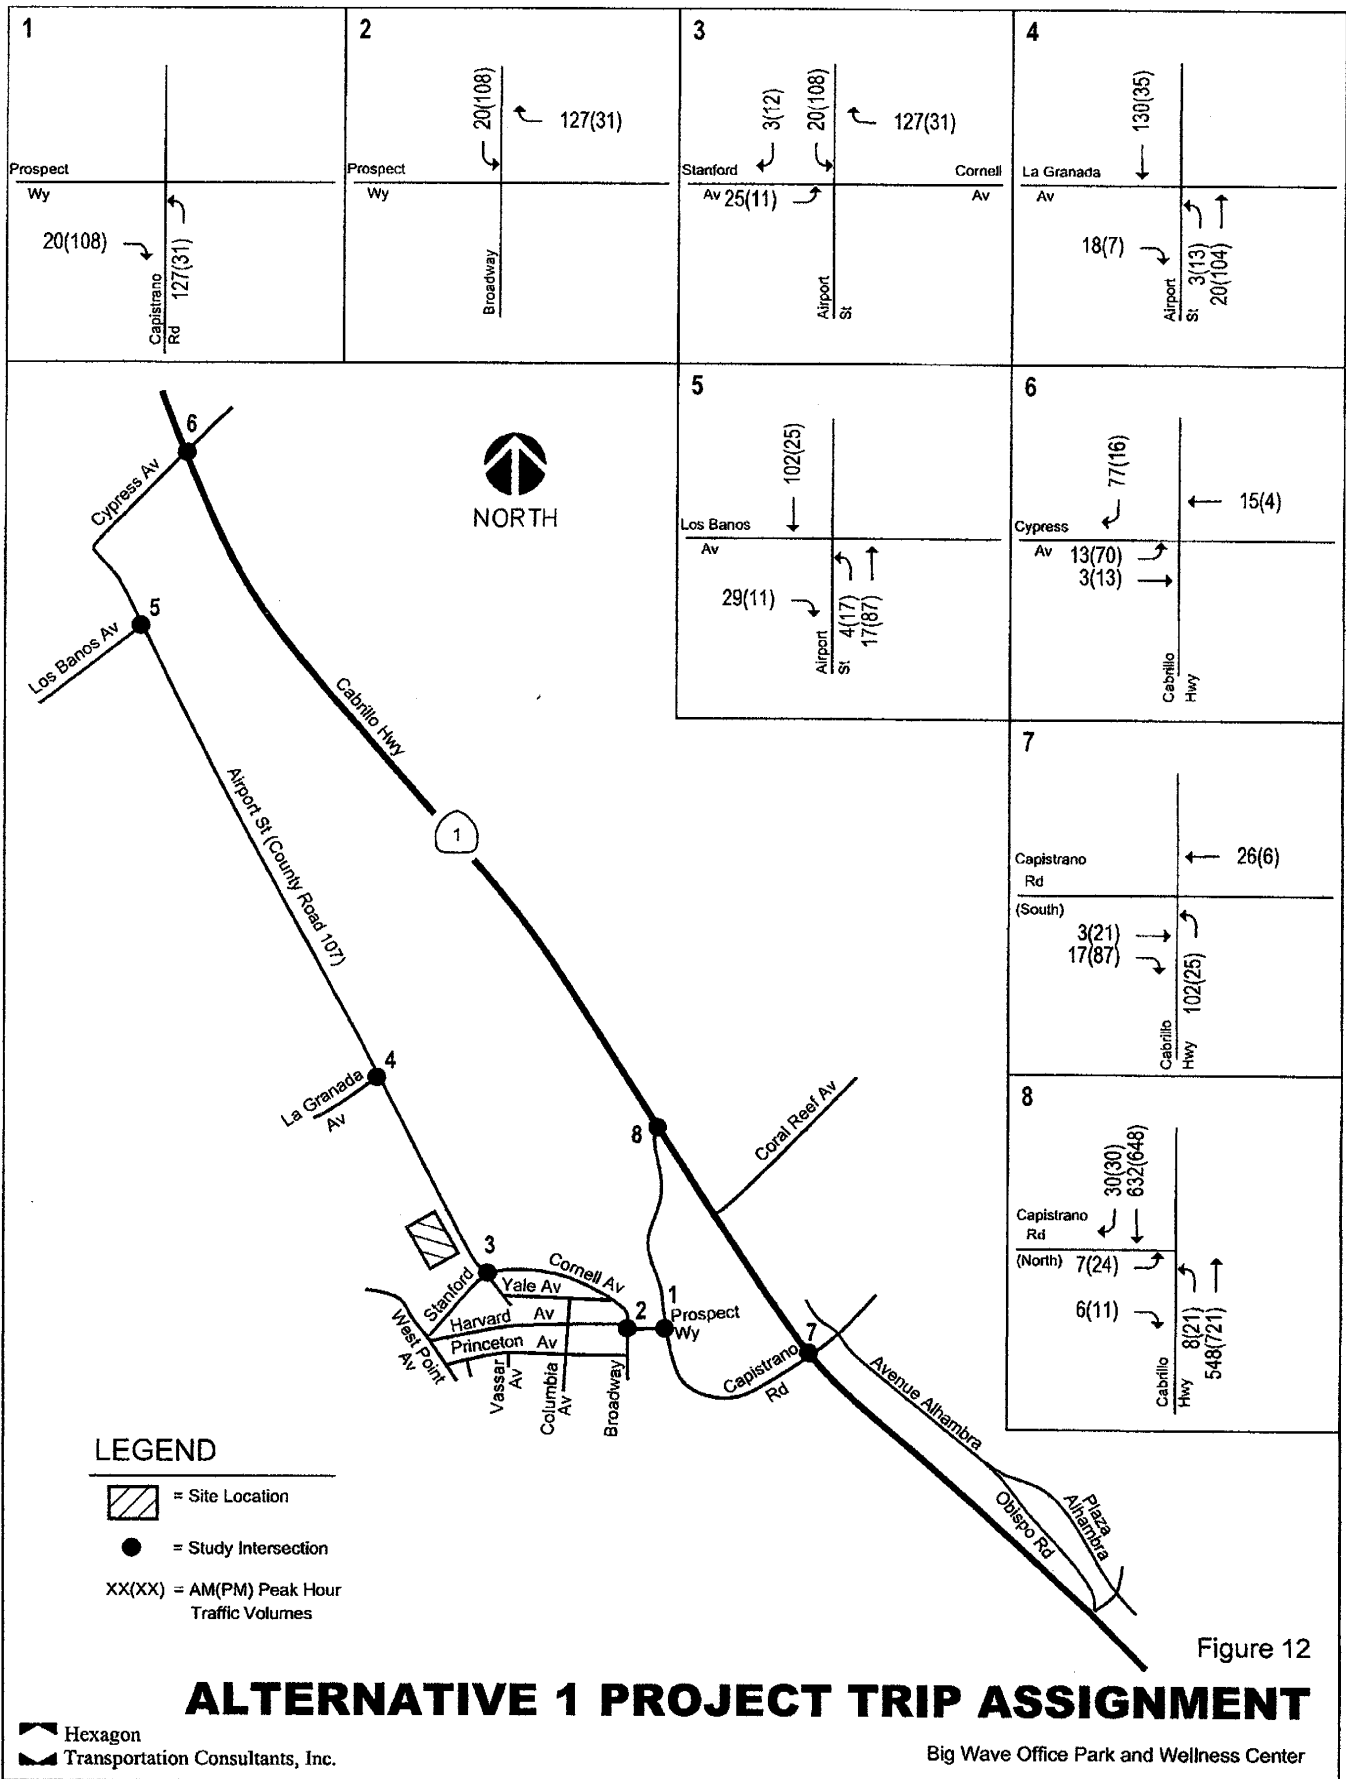 1
Prospect
Wy
20(108)
127(31)
Capistrano
Rd
2
20(108)
127(31)
Prospect
Wy
Broadway
3
3(12)
20(108)
127(31)
Stanford
Av
25(11)
Cornell
Av
Airport
St
4
130(35)
La Granada
Av
18(7)
3(13)
20(104)
Airport
St
5
102(25)
Los Banos
Av
29(11)
4(17)
17(87)
Airport
St
6
77(16)
15(4)
Cypress
Av
13(70)
3(13)
Cabrillo
Hwy
7
26(6)
Capistrano
Rd
(South)
3(21)
17(87)
102(25)
Cabrillo
Hwy
8
30(30)
632(648)
Capistrano
Rd
(North)
7(24)
6(11)
8(21)
548(721)
Cabrillo
Hwy
6
Cypress Av
NORTH
5
Los Banos Av
Cabrillo Hwy
1
Airport St (County Road 107)
4
La Granada
Av
8
Coral Reef Av
3
Stanford
Cornell Av
Yale Av
Harvard Av
Princeton Av
West Point
Av
Vassar
Av
Columbia
Av
Broadway
2
1
Prospect
Wy
7
Capistrano
Rd
Avenue Alhambra
Obispo Rd
Plaza
Alhambra
LEGEND
= Site Location
= Study Intersection
XX(XX) = AM(PM) Peak Hour
Traffic Volumes
Figure 12
ALTERNATIVE 1 PROJECT TRIP ASSIGNMENT
Hexagon
Transportation Consultants, Inc.
Big Wave Office Park and Wellness Center